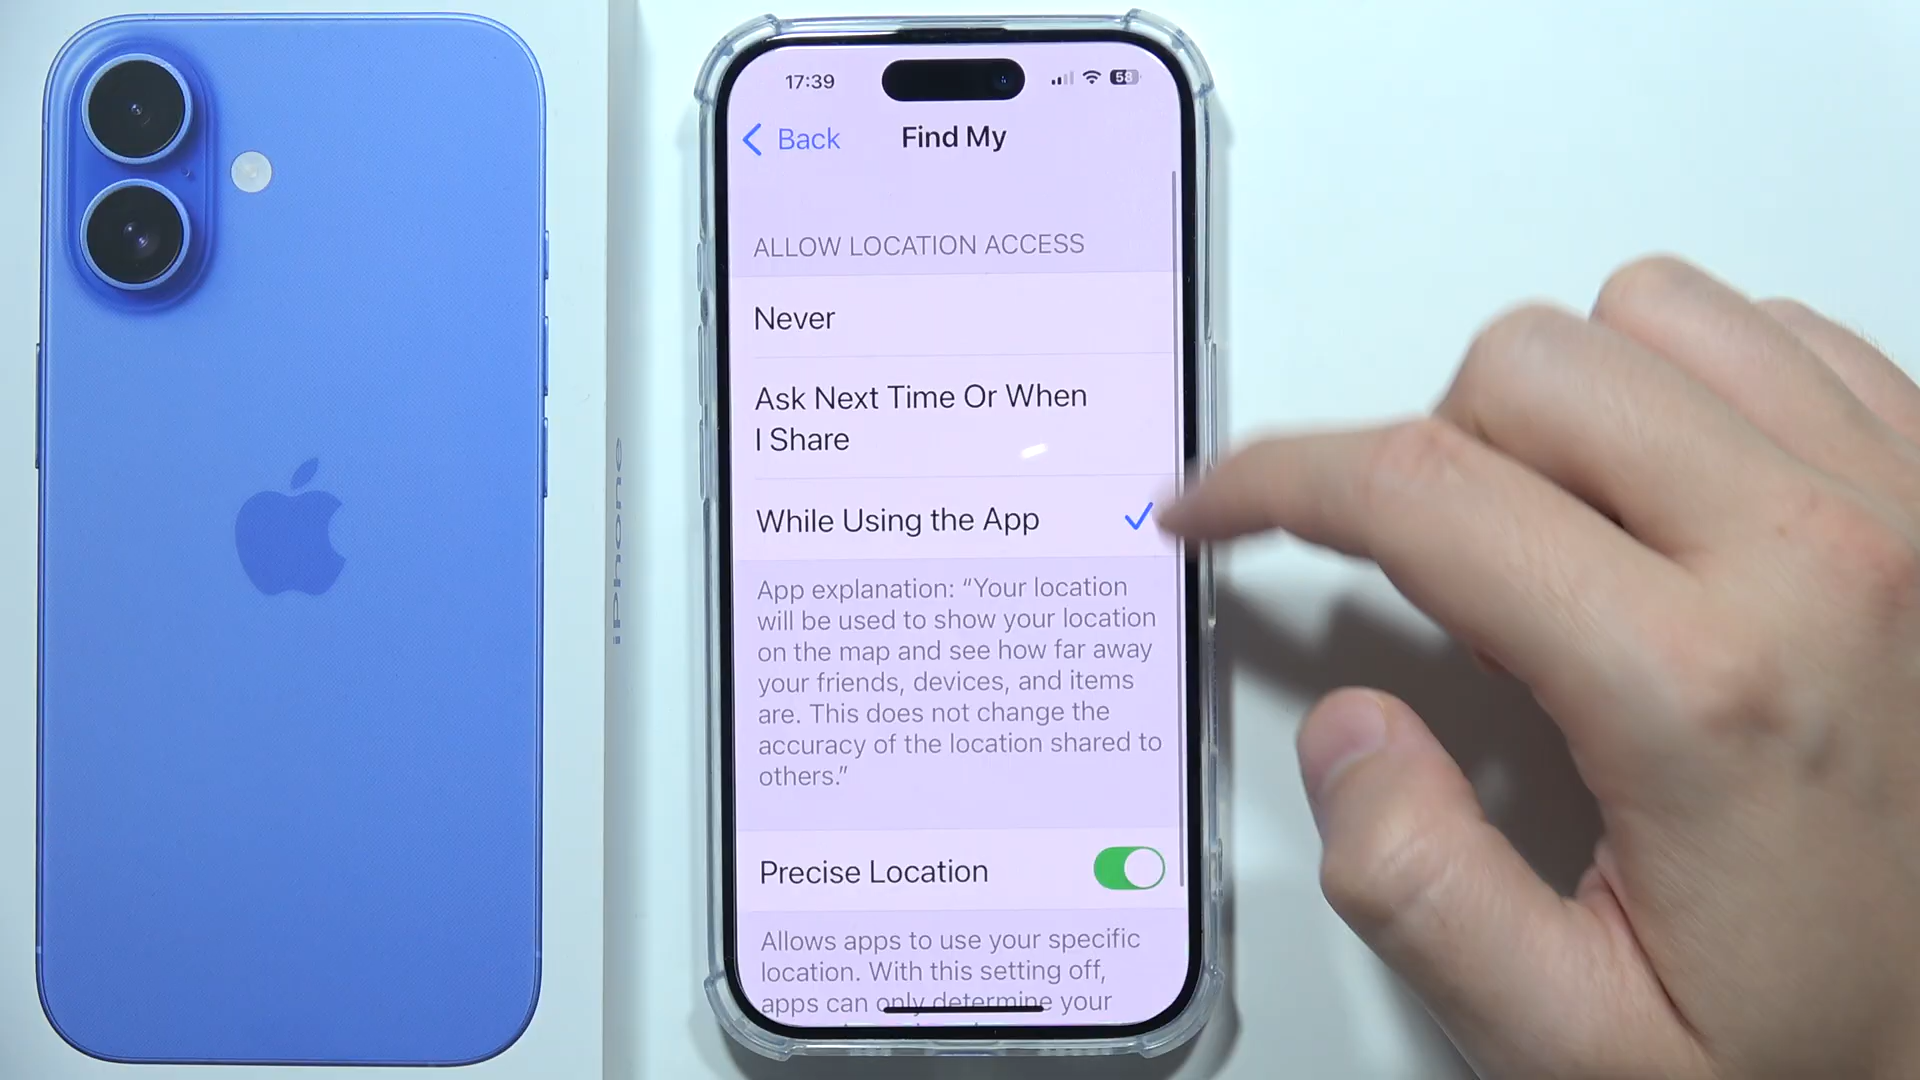 iPhone
17:39
58
Back
Find My
ALLOW LOCATION ACCESS
Never
Ask Next Time Or When
I Share
While Using the App
App explanation: “Your location
will be used to show your location
on the map and see how far away
your friends, devices, and items
are. This does not change the
accuracy of the location shared to
others.”
Precise Location
Allows apps to use your specific
location. With this setting off,
apps can only determine your